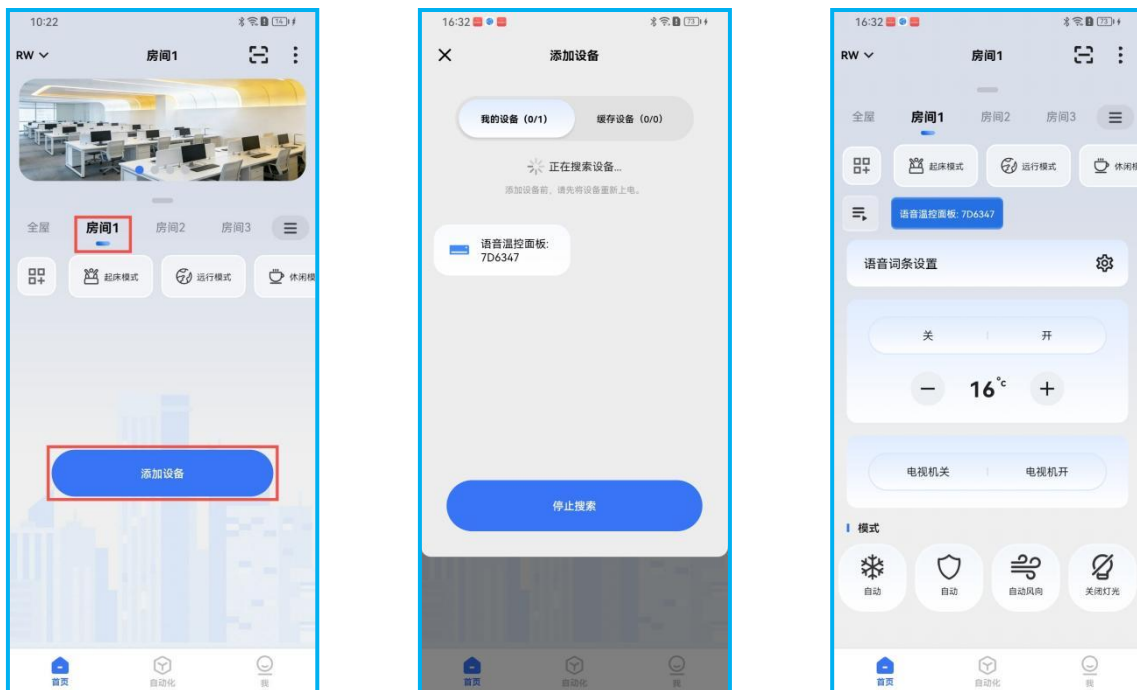 10:22
14
RW
房间1
全屋
房间1
房间2
房间3
起床模式
运行模式
休闲模
添加设备
首页
自动化
我
16:32
73
添加设备
我的设备（0/1）
缓存设备（0/0）
正在搜索设备...
添加设备前，请先将设备重新上电。
语音温控面板:
7D6347
停止搜索
首页
自动化
我
16:32
73
RW
房间1
全屋
房间1
房间2
房间3
起床模式
运行模式
休闲模
语音温控面板: 7D6347
语音词条设置
关
开
16°c
电视机关
电视机开
模式
自动
自动
自动风向
关闭灯光
首页
自动化
我